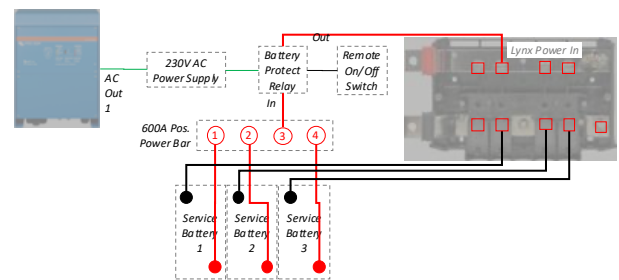 Out
Lynx Power In
230V AC
Power Supply
Battery
Protect
Relay
Remote
On/Off
Switch
AC
Out
1
In
600A Pos.
Power Bar
1
2
3
4
Service
Battery
1
Service
Battery
2
Service
Battery
3